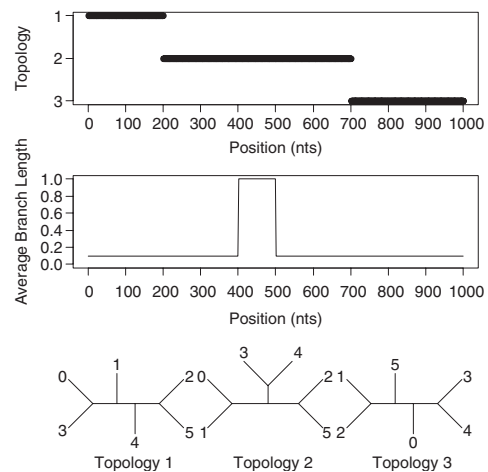 Topology
1
2
3
0 100 200 300 400 500 600 700 800 900 1000
Position (nts)
Average Branch Length
1.0
0.8
0.6
0.4
0.2
0.0
0 100 200 300 400 500 600 700 800 900 1000
Position (nts)
0 1 2 3 4 5
Topology 1
0 3 4 2 1 5
Topology 2
1 5 3 2 0 4
Topology 3